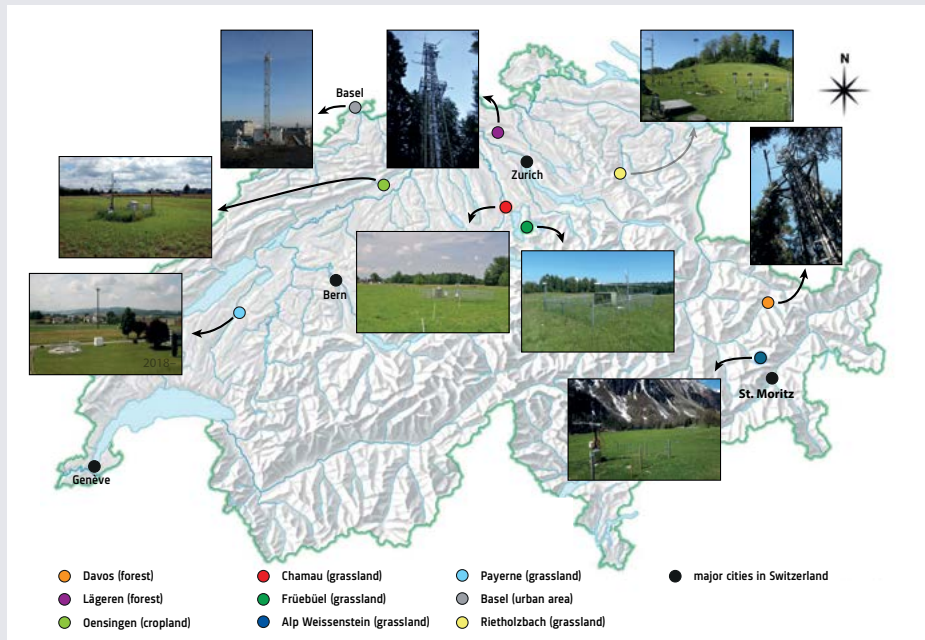 N
Basel
Zurich
Bern
2018-
St. Moritz
Genève
Davos (forest)
Lägeren (forest)
Oensingen (cropland)
Chamau (grassland)
Früebüel (grassland)
Alp Weissenstein (grassland)
Payerne (grassland)
Basel (urban area)
Rietholzbach (grassland)
major cities in Switzerland